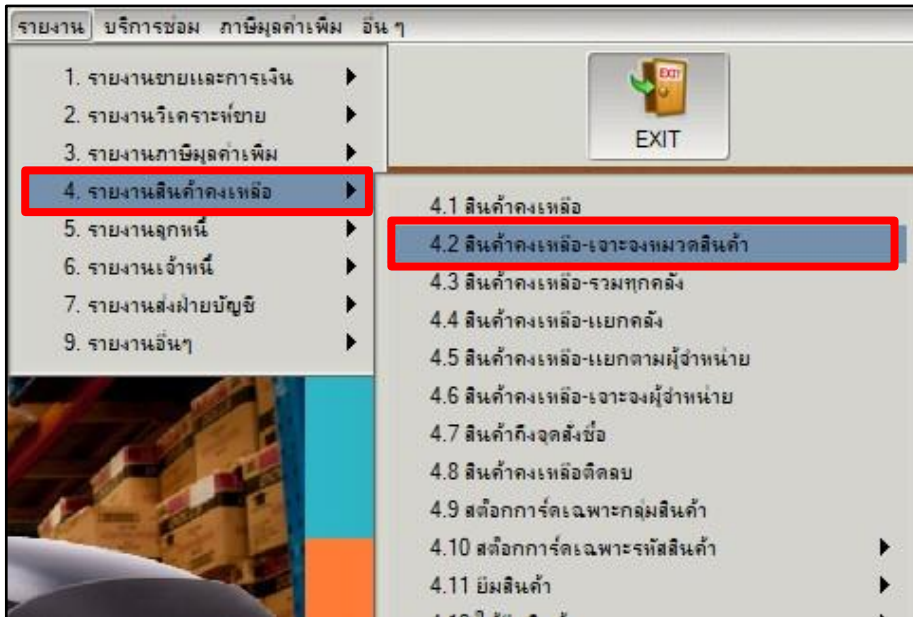 รายงาน บริการซ่อม ภาษีมูลค่าเพิ่ม อื่น ๆ
1. รายงานขายและการเงิน
2. รายงานวิเคราะห์ขาย
3. รายงานภาษีมูลค่าเพิ่ม
4. รายงานสินค้าคงเหลือ
5. รายงานลูกหนี้
6. รายงานเจ้าหนี้
7. รายงานส่งฝ่ายบัญชี
9. รายงานอื่นๆ
EXIT
EXIT
4.1 สินค้าคงเหลือ
4.2 สินค้าคงเหลือ-เจาะจงหมวดสินค้า
4.3 สินค้าคงเหลือ-รวมทุกคลัง
4.4 สินค้าคงเหลือ-แยกคลัง
4.5 สินค้าคงเหลือ-แยกตามผู้จำหน่าย
4.6 สินค้าคงเหลือ-เจาะจงผู้จำหน่าย
4.7 สินค้าถึงจุดสั่งซื้อ
4.8 สินค้าคงเหลือติดลบ
4.9 สต๊อกการ์ดเฉพาะกลุ่มสินค้า
4.10 สต๊อกการ์ดเฉพาะรหัสสินค้า
4.11 ยืมสินค้า